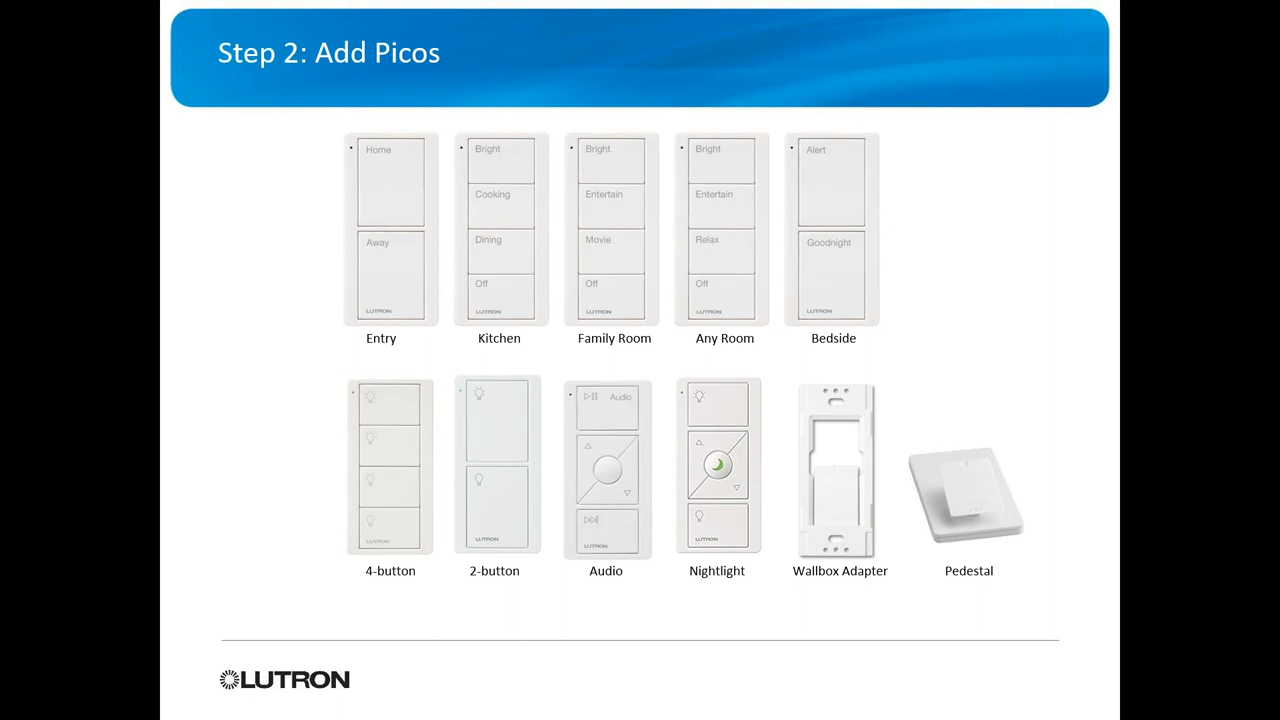 Step 2: Add Picos
Home
Away
LUTRON
Bright
Cooking
Dining
Off
LUTRON
Bright
Entertain
Movie
Off
LUTRON
Bright
Entertain
Relax
Off
LUTRON
Alert
Goodnight
LUTRON
Entry
Kitchen
Family Room
Any Room
Bedside
LUTRON
LUTRON
Audio
LUTRON
LUTRON
4-button
2-button
Audio
Nightlight
Wallbox Adapter
Pedestal
LUTRON